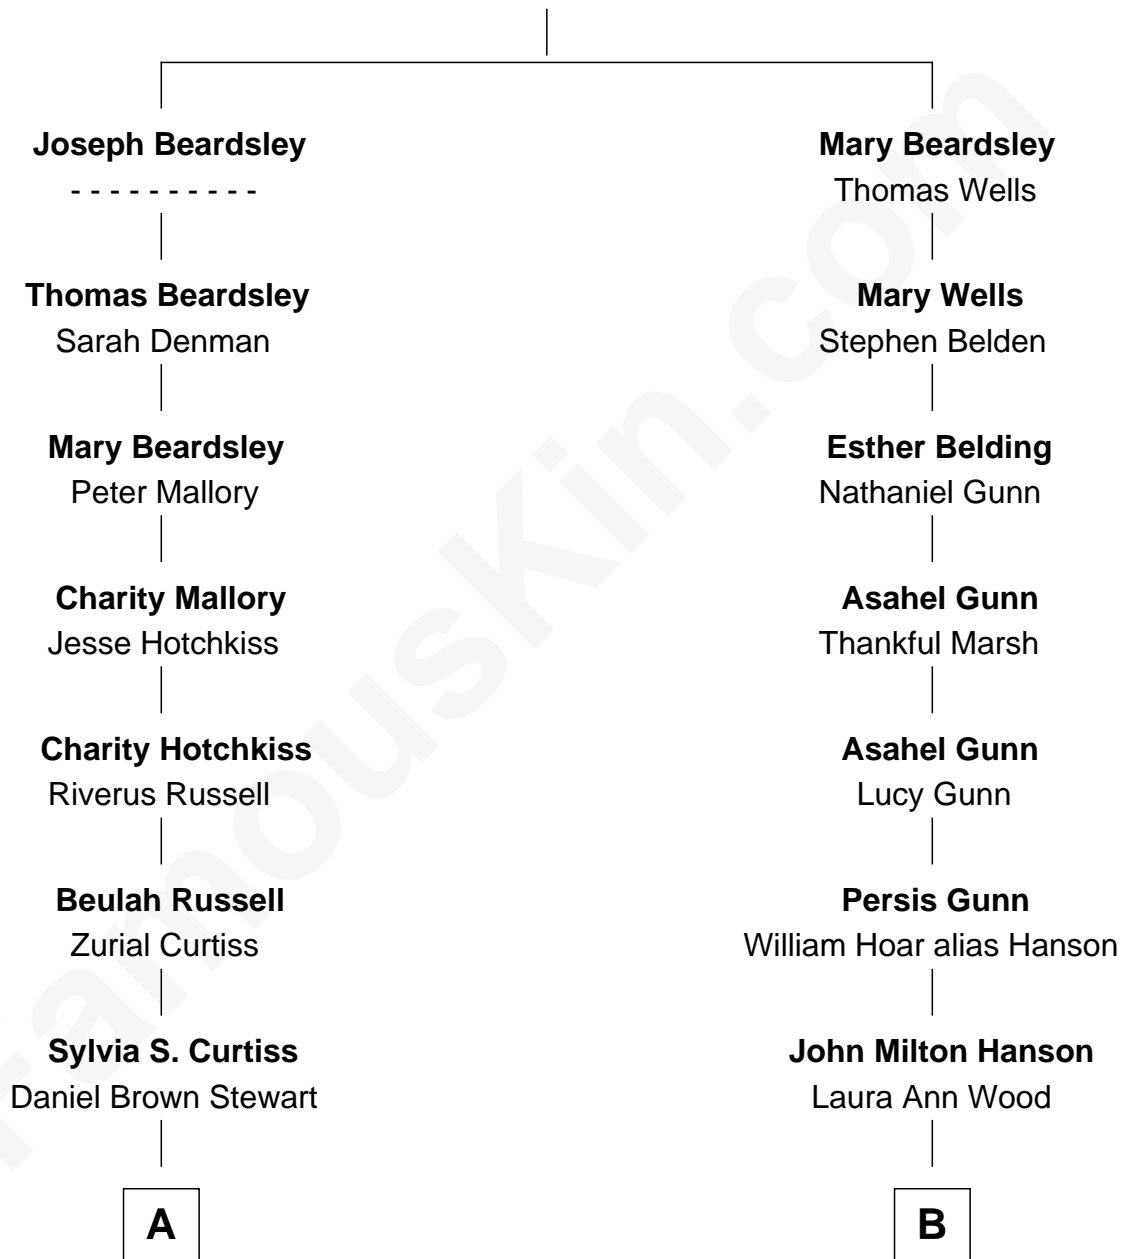 Joseph Beardsley
- - - - - - - - - -
Thomas Beardsley
Sarah Denman
Mary Beardsley
Peter Mallory
Charity Mallory
Jesse Hotchkiss
Charity Hotchkiss
Riverus Russell
Beulah Russell
Zurial Curtiss
Sylvia S. Curtiss
Daniel Brown Stewart
A
Mary Beardsley
Thomas Wells
Mary Wells
Stephen Belden
Esther Belding
Nathaniel Gunn
Asahel Gunn
Thankful Marsh
Asahel Gunn
Lucy Gunn
Persis Gunn
William Hoar alias Hanson
John Milton Hanson
Laura Ann Wood
B
FamousKin.com